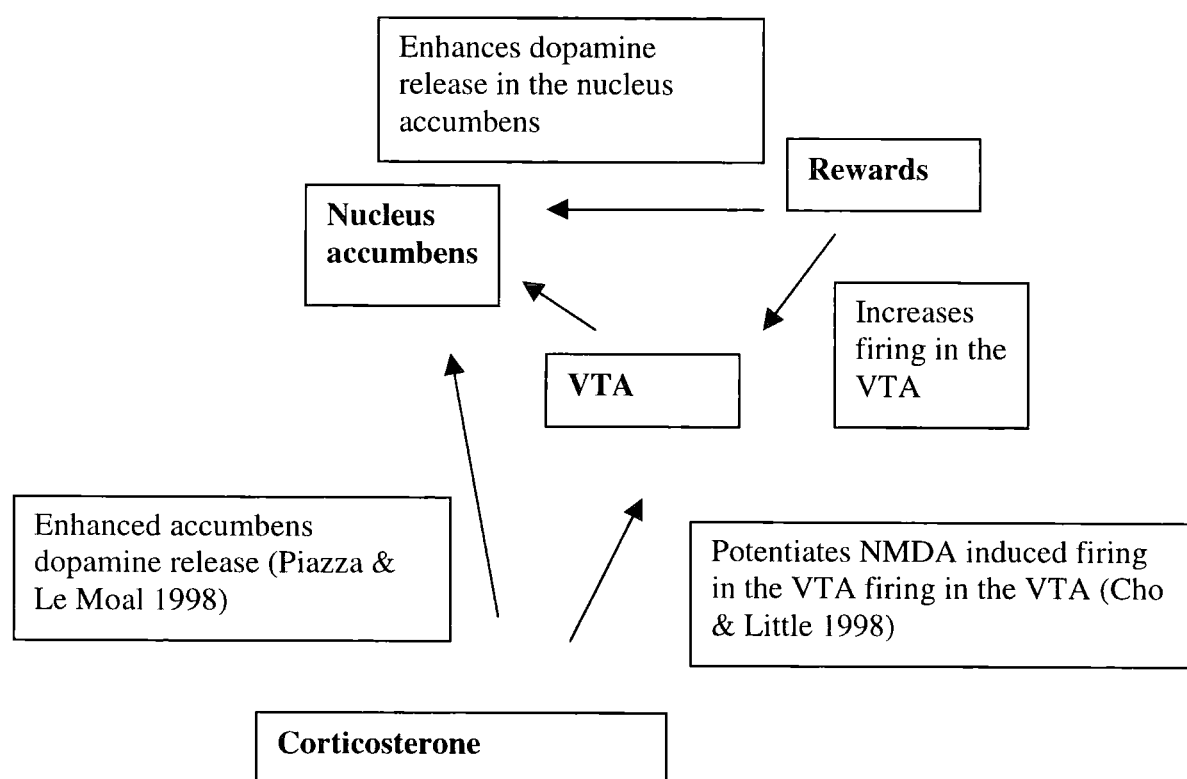 Enhances dopamine
release in the nucleus
accumbens
Rewards
Nucleus
accumbens
Increases
firing in the
VTA
VTA
Enhanced accumbens
dopamine release (Piazza &
Le Moal 1998)
Potentiates NMDA induced firing
in the VTA firing in the VTA (Cho
& Little 1998)
Corticosterone